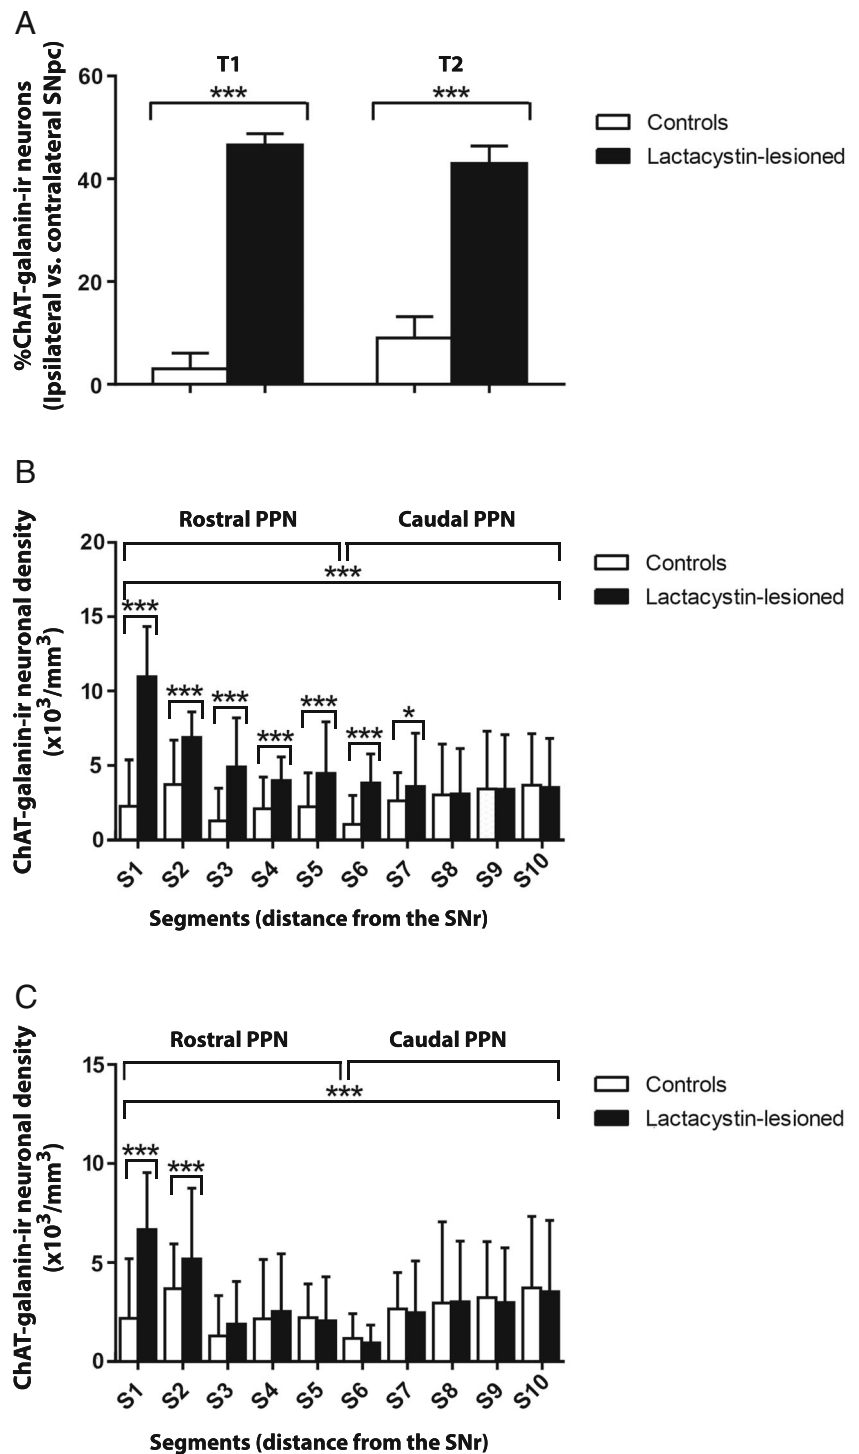 A
%ChAT-galanin-ir neurons
(Ipsilateral vs. contralateral SNpc)
60
40
20
0
T1
***
T2
***
Controls
Lactacystin-lesioned
B
ChAT-galanin-ir neuronal density
(x10³/mm³)
20
15
10
5
0
Rostral PPN
Caudal PPN
***
***
***
***
***
***
***
*
S1
S2
S3
S4
S5
S6
S7
S8
S9
S10
Segments (distance from the SNr)
Controls
Lactacystin-lesioned
C
ChAT-galanin-ir neuronal density
(x10³/mm³)
15
10
5
0
Rostral PPN
Caudal PPN
***
***
***
S1
S2
S3
S4
S5
S6
S7
S8
S9
S10
Segments (distance from the SNr)
Controls
Lactacystin-lesioned